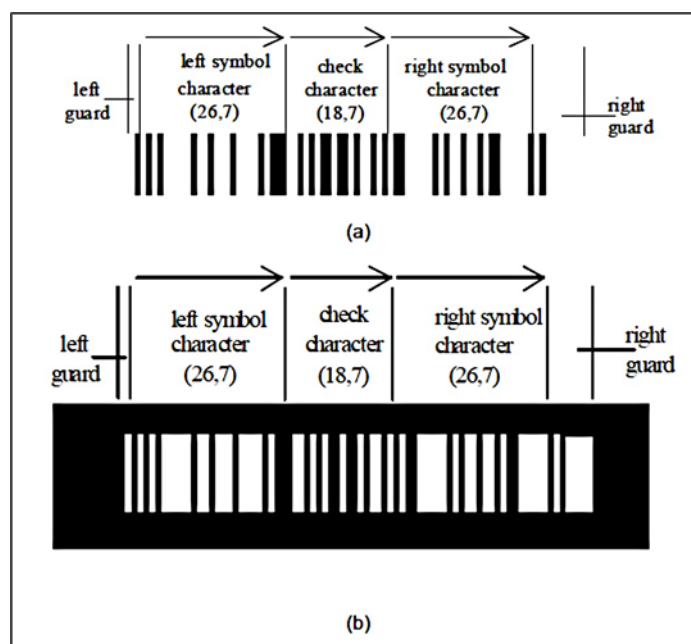 left symbol
character
(26,7)
check
character
(18,7)
right symbol
character
(26,7)
left
guard
right
guard
(a)
left symbol
character
(26,7)
check
character
(18,7)
right symbol
character
(26,7)
left
guard
right
guard
(b)